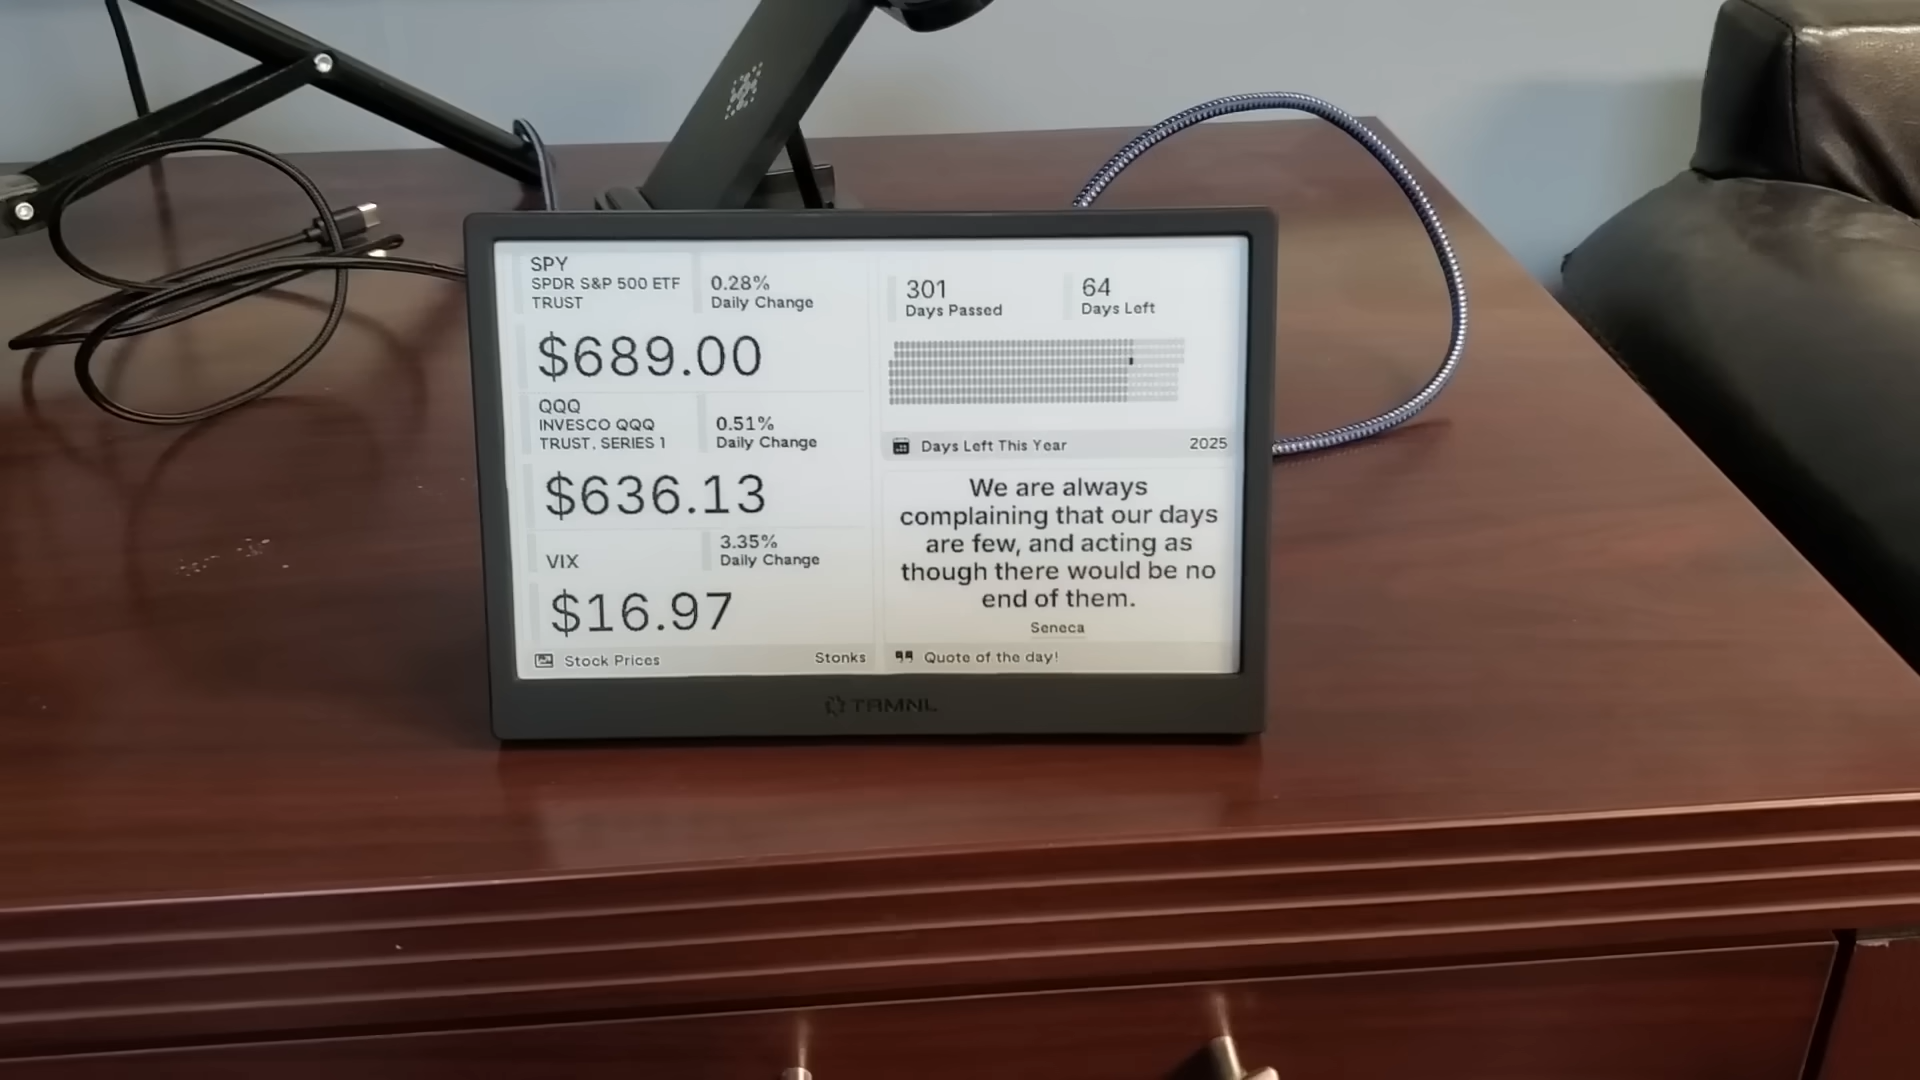 SPY
SPDR S&P 500 ETF
TRUST
0.28%
Daily Change
$689.00
QQQ
INVESCO QQQ
TRUST, SERIES 1
0.51%
Daily Change
$636.13
VIX
3.35%
Daily Change
$16.97
Stock Prices
Stonks
301
Days Passed
64
Days Left
Days Left This Year
2025
We are always
complaining that our days
are few, and acting as
though there would be no
end of them.
Seneca
Quote of the day!
TRMNL